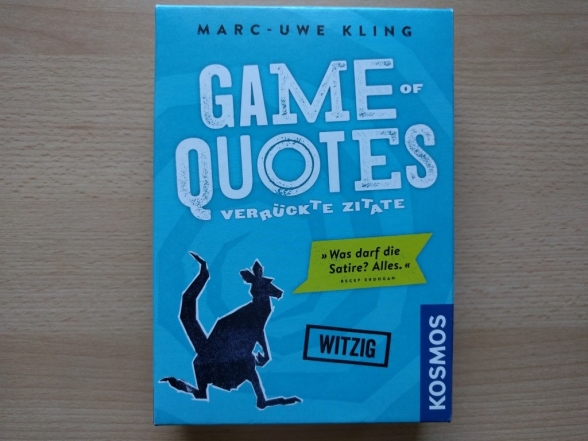 MARC-UWE KLING
GAME OF
QUOTES
VERRÜCKTE ZITATE
»Was darf die
Satire? Alles.«
RECEP ERDOGAN
WITZIG
KOSMOS